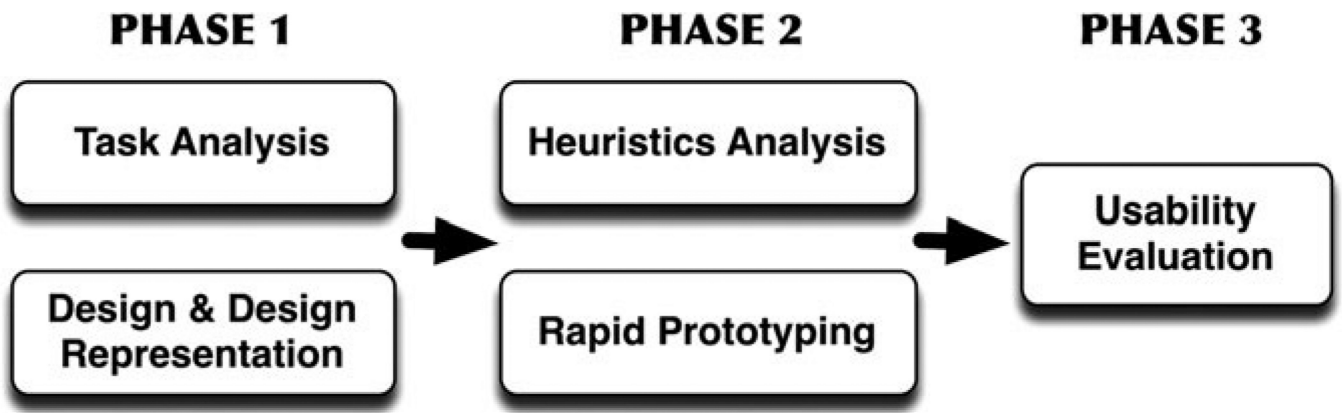 PHASE 1
Task Analysis
Design & Design
Representation
PHASE 2
Heuristics Analysis
Rapid Prototyping
PHASE 3
Usability
Evaluation